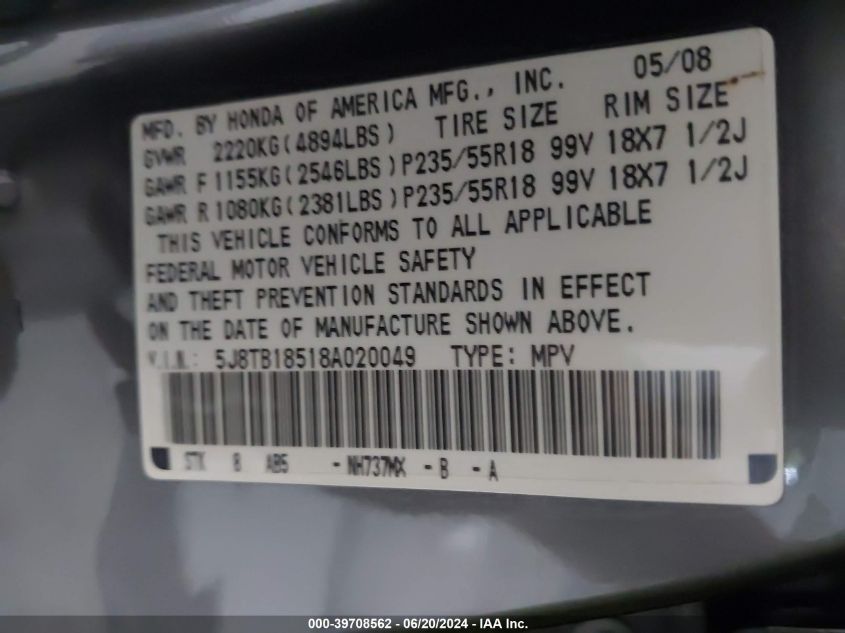 MFD. BY HONDA OF AMERICA MFG., INC. 05/08
GVWR 2220KG(4894LBS) TIRE SIZE RIM SIZE
GAWR F 1155KG(2546LBS) P235/55R18 99V 18X7 1/2J
GAWR R 1080KG(2381LBS) P235/55R18 99V 18X7 1/2J
THIS VEHICLE CONFORMS TO ALL APPLICABLE
FEDERAL MOTOR VEHICLE SAFETY
AND THEFT PREVENTION STANDARDS IN EFFECT
ON THE DATE OF MANUFACTURE SHOWN ABOVE.
V.I.N.: 5J8TB18518A020049 TYPE: MPV
STK 8 AB5 -NH737MX -B -A
000-39708562 - 06/20/2024 - IAA Inc.